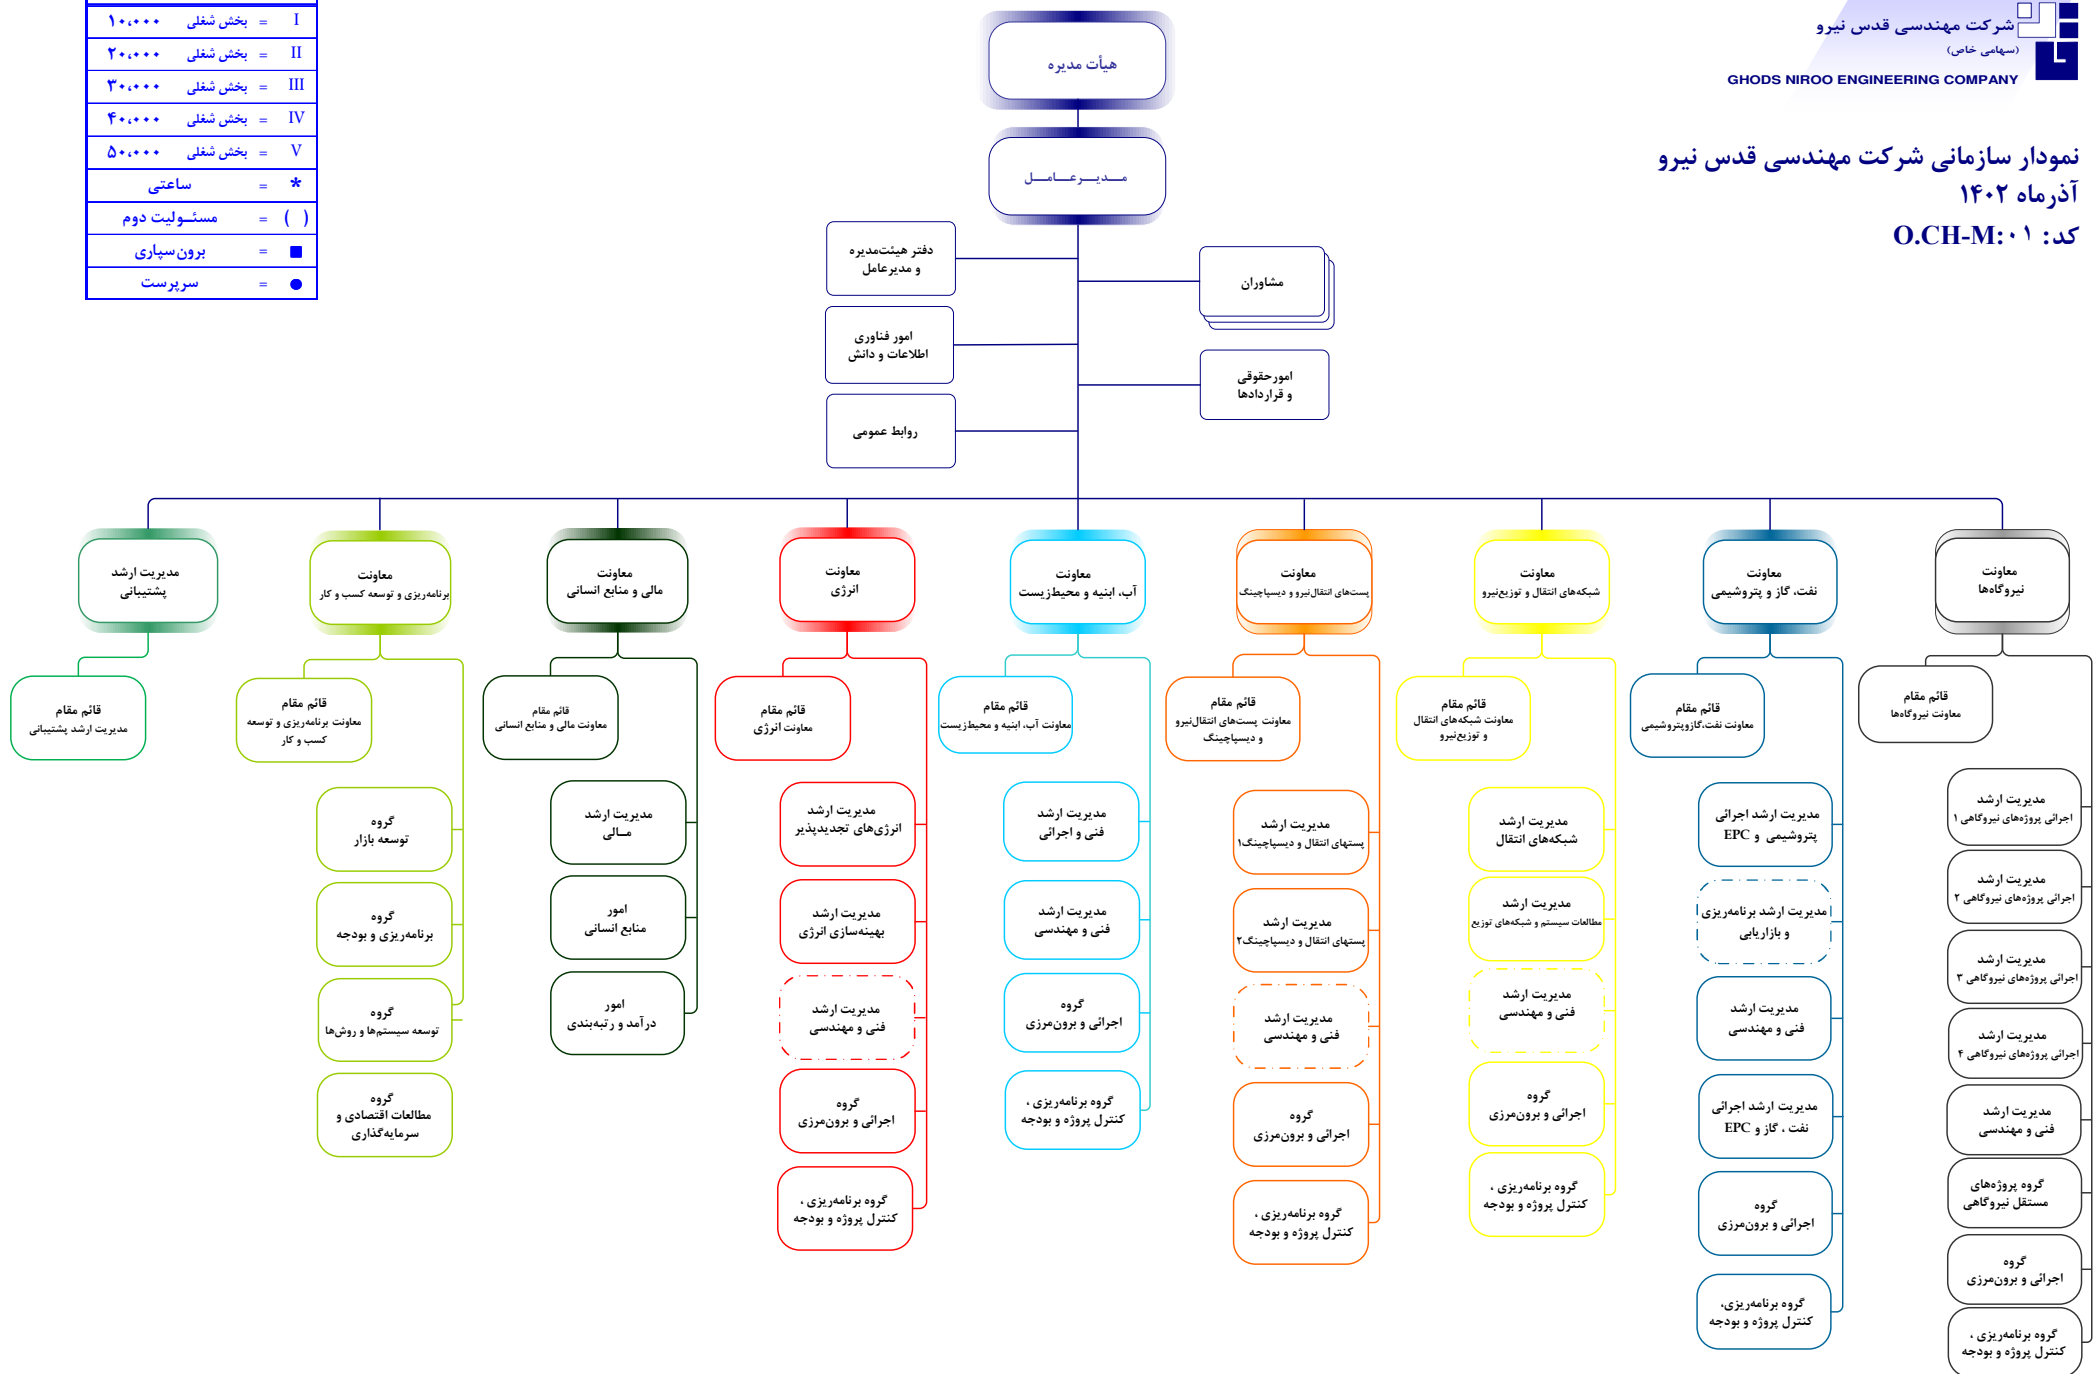 شرکت مهندسی قدس نیرو
(سهامی خاص)
GHODS NIROO ENGINEERING COMPANY
نمودار سازمانی شرکت مهندسی قدس نیرو
آذرماه ۱۴۰۲
کد: O.CH-M:۰۱
I = بخش شغلی ۱۰،۰۰۰
II = بخش شغلی ۲۰،۰۰۰
III = بخش شغلی ۳۰،۰۰۰
IV = بخش شغلی ۴۰،۰۰۰
V = بخش شغلی ۵۰،۰۰۰
* = ساعتی
( ) = مسئـولیت دوم
■ = برون‌سپاری
● = سرپرست
هیأت مدیره
مـــدیـــرعـــامـــل
دفتر هیئت‌مدیره
و مدیرعامل
مشاوران
امور فناوری
اطلاعات و دانش
امورحقوقی
و قراردادها
روابط عمومی
معاونت
نیروگاه‌ها
قائم مقام
معاونت نیروگاه‌ها
مدیریت ارشد
اجرائی پروژه‌های نیروگاهی ۱
مدیریت ارشد
اجرائی پروژه‌های نیروگاهی ۲
مدیریت ارشد
اجرائی پروژه‌های نیروگاهی ۳
مدیریت ارشد
اجرائی پروژه‌های نیروگاهی ۴
مدیریت ارشد
فنی و مهندسی
گروه پروژه‌های
مستقل نیروگاهی
گروه
اجرائی و برون‌مرزی
گروه برنامه‌ریزی ،
کنترل پروژه و بودجه
معاونت
نفت، گاز و پتروشیمی
قائم مقام
معاونت نفت،گازوپتروشیمی
مدیریت ارشد اجرائی
پتروشیمی و EPC
مدیریت ارشد برنامه‌ریزی
و بازاریابی
مدیریت ارشد
فنی و مهندسی
مدیریت ارشد اجرائی
نفت ، گاز و EPC
گروه
اجرائی و برون‌مرزی
گروه برنامه‌ریزی،
کنترل پروژه و بودجه
معاونت
شبکه‌های انتقال و توزیع‌نیرو
قائم مقام
معاونت شبکه‌های انتقال
و توزیع‌نیرو
مدیریت ارشد
شبکه‌های انتقال
مدیریت ارشد
مطالعات سیستم و شبکه‌های توزیع
مدیریت ارشد
فنی و مهندسی
گروه
اجرائی و برون‌مرزی
گروه برنامه‌ریزی ،
کنترل پروژه و بودجه
معاونت
پست‌های انتقال‌نیرو و دیسپاچینگ
قائم مقام
معاونت پست‌های انتقال‌نیرو
و دیسپاچینگ
مدیریت ارشد
پستهای انتقال و دیسپاچینگ۱
مدیریت ارشد
پستهای انتقال و دیسپاچینگ۲
مدیریت ارشد
فنی و مهندسی
گروه
اجرائی و برون‌مرزی
گروه برنامه‌ریزی ،
کنترل پروژه و بودجه
معاونت
آب، ابنیه و محیط‌زیست
قائم مقام
معاونت آب، ابنیه و محیط‌زیست
مدیریت ارشد
فنی و اجرائی
مدیریت ارشد
فنی و مهندسی
گروه
اجرائی و برون‌مرزی
گروه برنامه‌ریزی ،
کنترل پروژه و بودجه
معاونت
انرژی
قائم مقام
معاونت انرژی
مدیریت ارشد
انرژی‌های تجدیدپذیر
مدیریت ارشد
بهینه‌سازی انرژی
مدیریت ارشد
فنی و مهندسی
گروه
اجرائی و برون‌مرزی
گروه برنامه‌ریزی ،
کنترل پروژه و بودجه
معاونت
مالی و منابع انسانی
قائم مقام
معاونت مالی و منابع انسانی
مدیریت ارشد
مــالی
امور
منابع انسانی
امور
درآمد و رتبه‌بندی
معاونت
برنامه‌ریزی و توسعه کسب و کار
قائم مقام
معاونت برنامه‌ریزی و توسعه
کسب و کار
گروه
توسعه بازار
گروه
برنامه‌ریزی و بودجه
گروه
توسعه سیستم‌ها و روش‌ها
گروه
مطالعات اقتصادی و
سرمایه‌گذاری
مدیریت ارشد
پشتیبانی
قائم مقام
مدیریت ارشد پشتیبانی